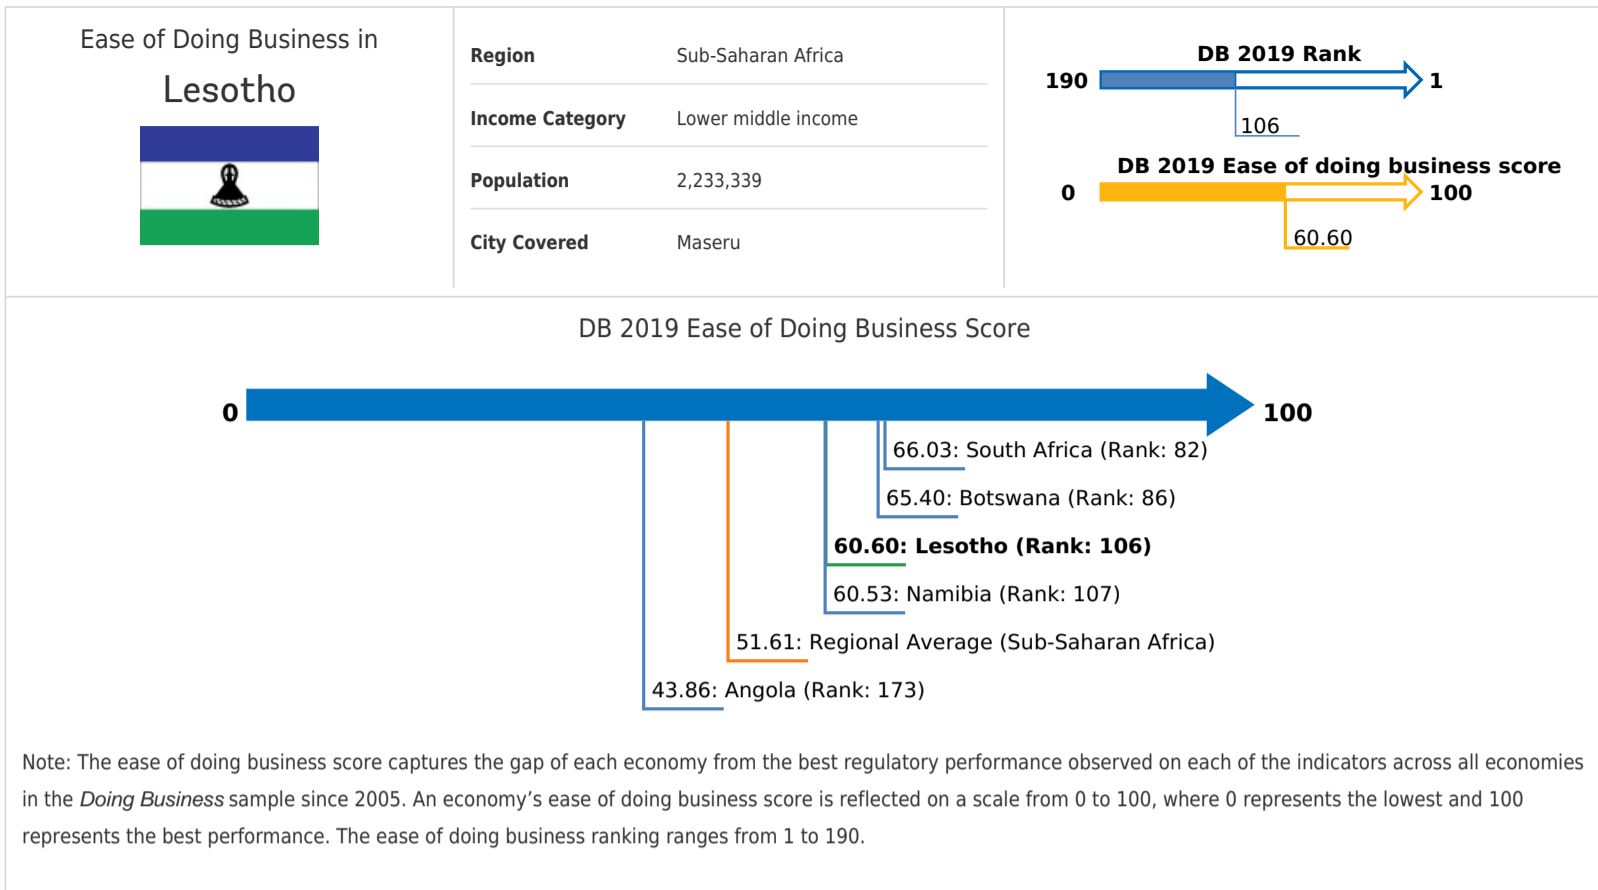 Ease of Doing Business in
Lesotho
Region Sub-Saharan Africa
Income Category Lower middle income
Population 2,233,339
City Covered Maseru
DB 2019 Rank
190 1
106
DB 2019 Ease of doing business score
0 100
60.60
DB 2019 Ease of Doing Business Score
0 100
66.03: South Africa (Rank: 82)
65.40: Botswana (Rank: 86)
60.60: Lesotho (Rank: 106)
60.53: Namibia (Rank: 107)
51.61: Regional Average (Sub-Saharan Africa)
43.86: Angola (Rank: 173)
Note: The ease of doing business score captures the gap of each economy from the best regulatory performance observed on each of the indicators across all economies
in the Doing Business sample since 2005. An economy’s ease of doing business score is reflected on a scale from 0 to 100, where 0 represents the lowest and 100
represents the best performance. The ease of doing business ranking ranges from 1 to 190.